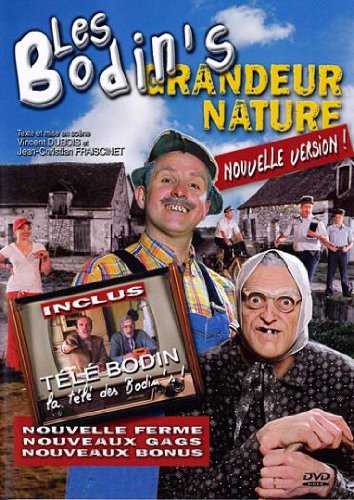 Les
Bodin's
GRANDEUR
NATURE
NOUVELLE VERSION !
Texte et mise en scène
Vincent DUBOIS et
Jean-Christian FRAISCINET
INCLUS
TÉLÉ BODIN
la télé des Bodin's !
NOUVELLE FERME
NOUVEAUX GAGS
NOUVEAUX BONUS
DVD
VIDEO